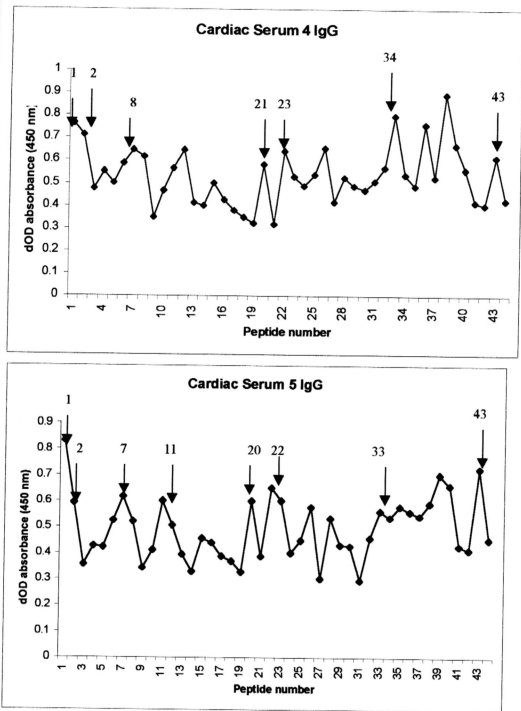 Cardiac Serum 4 IgG
1 2 8 21 23 34 43
dOD absorbance (450 nm)
1
0.9
0.8
0.7
0.6
0.5
0.4
0.3
0.2
0.1
0
1 4 7 10 13 16 19 22 25 28 31 34 37 40 43
Peptide number
Cardiac Serum 5 IgG
1 2 7 11 20 22 33 43
dOD absorbance (450 nm)
0.9
0.8
0.7
0.6
0.5
0.4
0.3
0.2
0.1
0
1 3 5 7 9 11 13 15 17 19 21 23 25 27 29 31 33 35 37 39 41 43
Peptide number